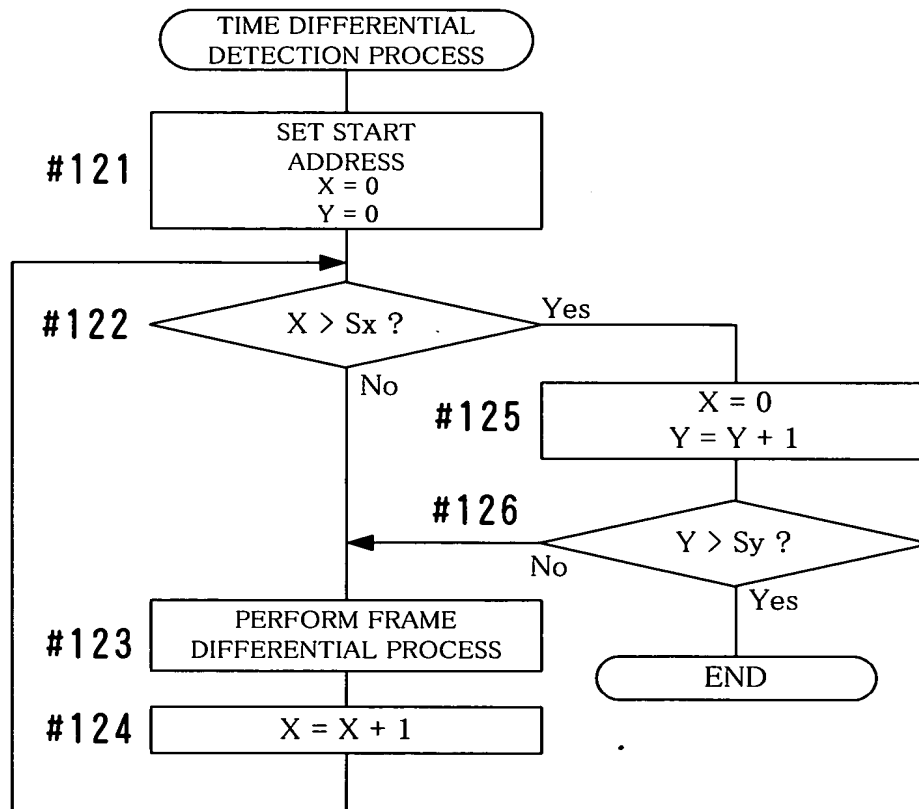 TIME DIFFERENTIAL
DETECTION PROCESS
#121
SET START
ADDRESS
X = 0
Y = 0
#122
X > Sx ?
Yes
No
#125
X = 0
Y = Y + 1
#126
Y > Sy ?
No
Yes
#123
PERFORM FRAME
DIFFERENTIAL PROCESS
END
#124
X = X + 1